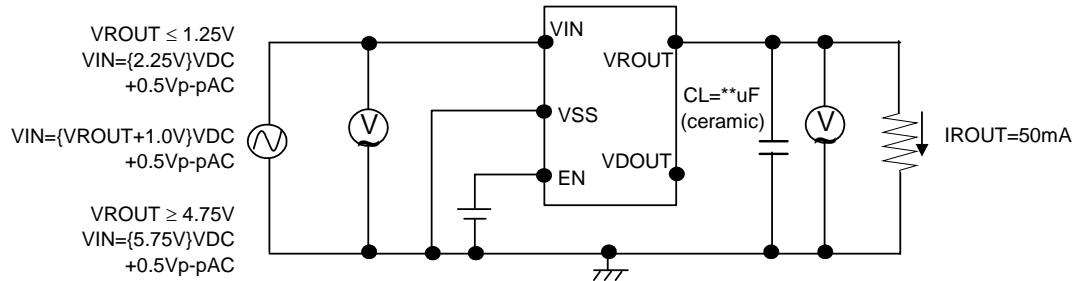 VROUT ≤ 1.25V
VIN={2.25V}VDC
+0.5Vp-pAC
VIN={VROUT+1.0V}VDC
+0.5Vp-pAC
VROUT ≥ 4.75V
VIN={5.75V}VDC
+0.5Vp-pAC
V
VIN
VROUT
VSS
VDOUT
EN
CL=**uF
(ceramic)
V
IROUT=50mA